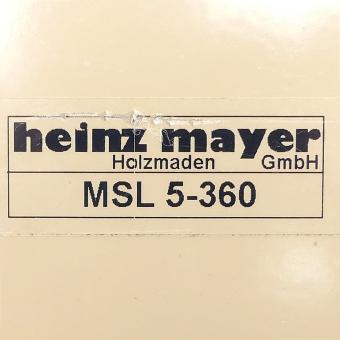 heinz mayer
Holzmaden GmbH
MSL 5-360